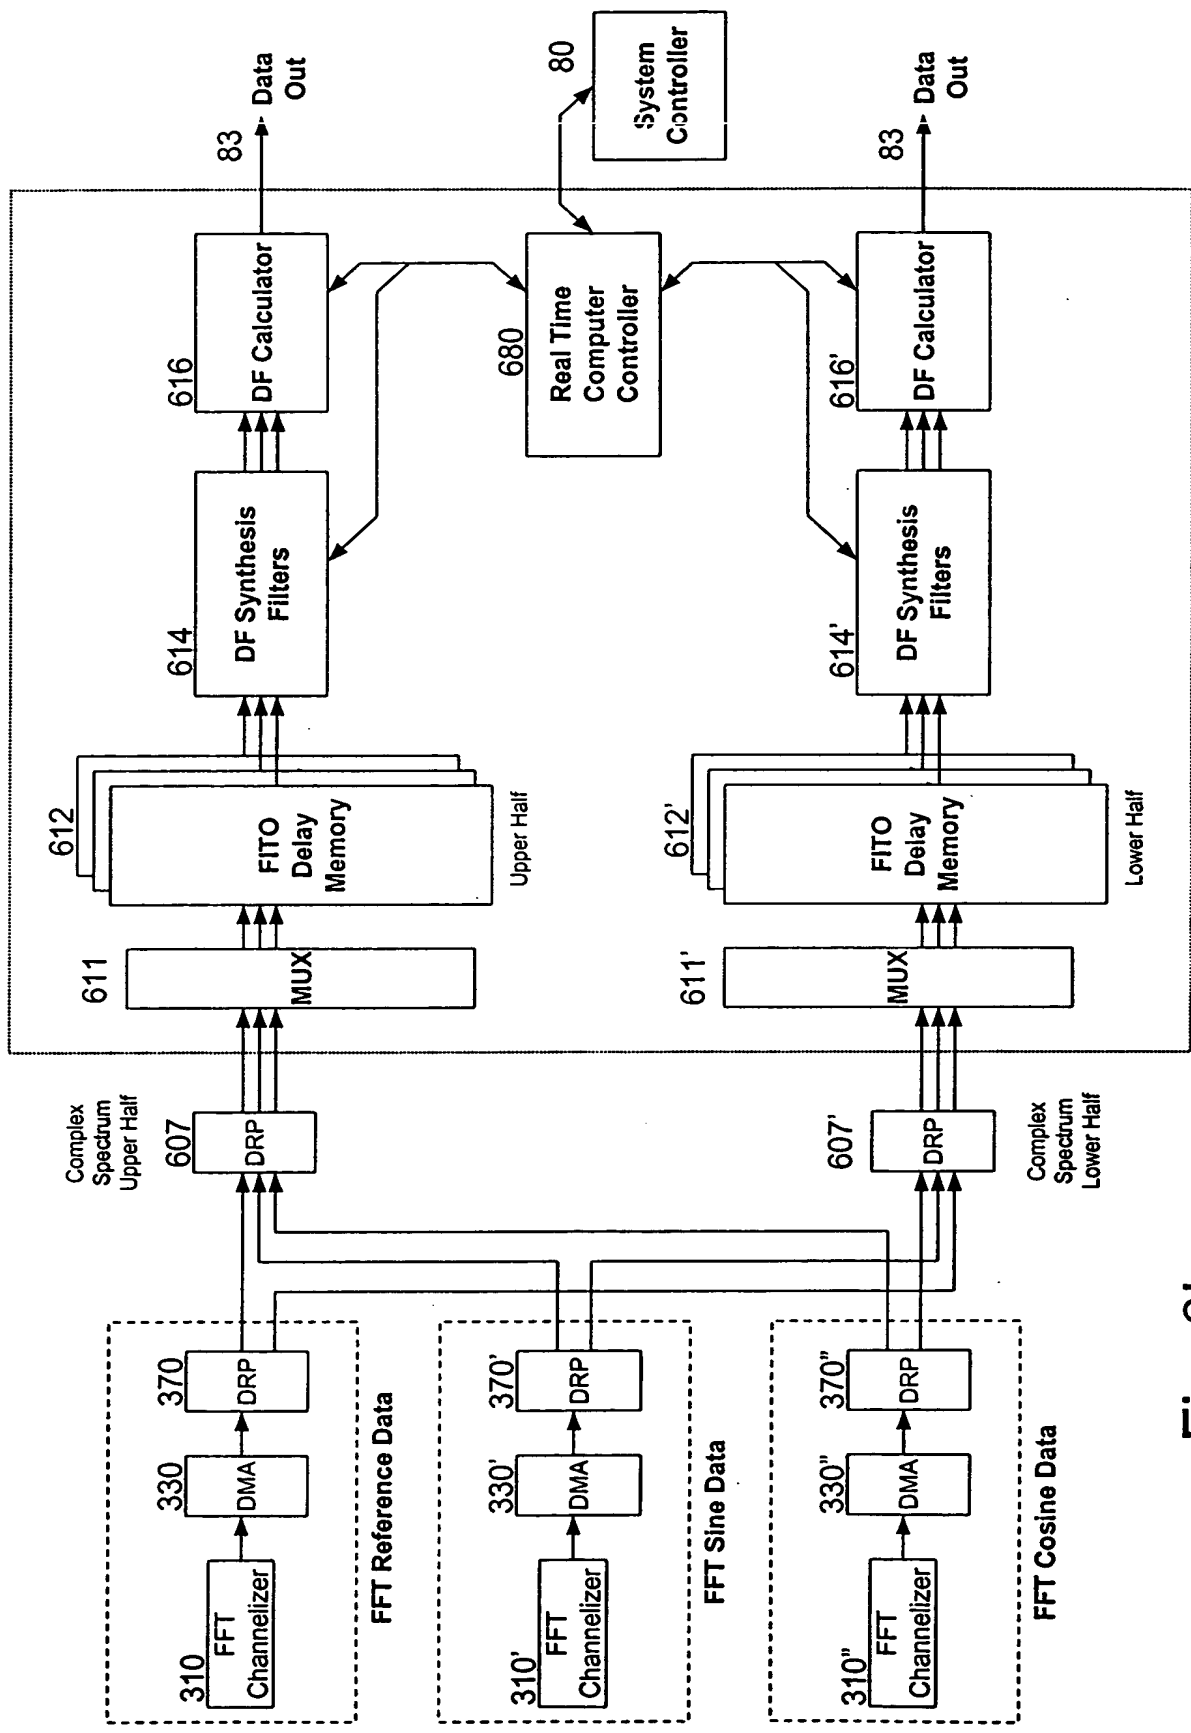 310
FFT
Channelizer
330
DMA
370
DRP
FFT Reference Data
310'
FFT
Channelizer
330'
DMA
370'
DRP
FFT Sine Data
310"
FFT
Channelizer
330"
DMA
370"
DRP
FFT Cosine Data
Complex
Spectrum
Upper Half
607
DRP
607'
DRP
Complex
Spectrum
Lower Half
611
MUX
612
FITO
Delay
Memory
Upper Half
614
DF Synthesis
Filters
616
DF Calculator
83
Data
Out
680
Real Time
Computer
Controller
80
System
Controller
611'
MUX
612'
FITO
Delay
Memory
Lower Half
614'
DF Synthesis
Filters
616'
DF Calculator
83
Data
Out